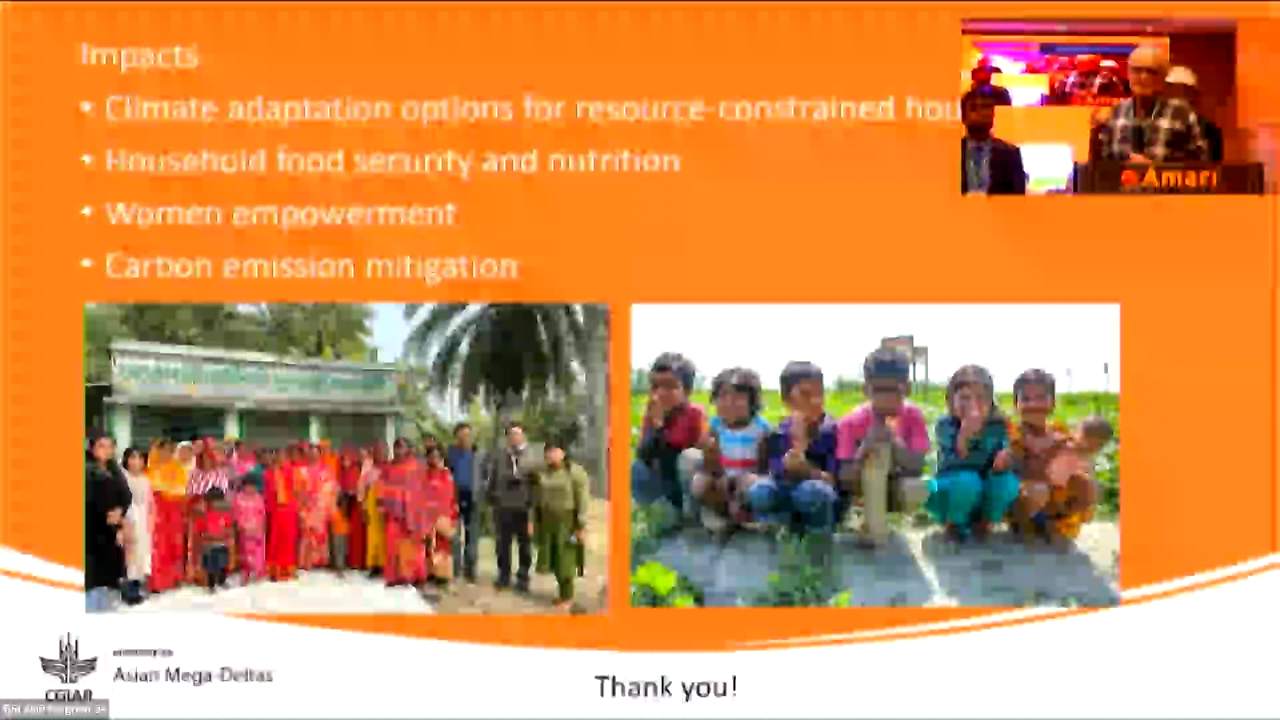 Impacts
• Climate adaptation options for resource-constrained hou
• Household food security and nutrition
• Women empowerment
• Carbon emission mitigation
Amari
Asian Mega-Deltas
CGIAR
Thank you!